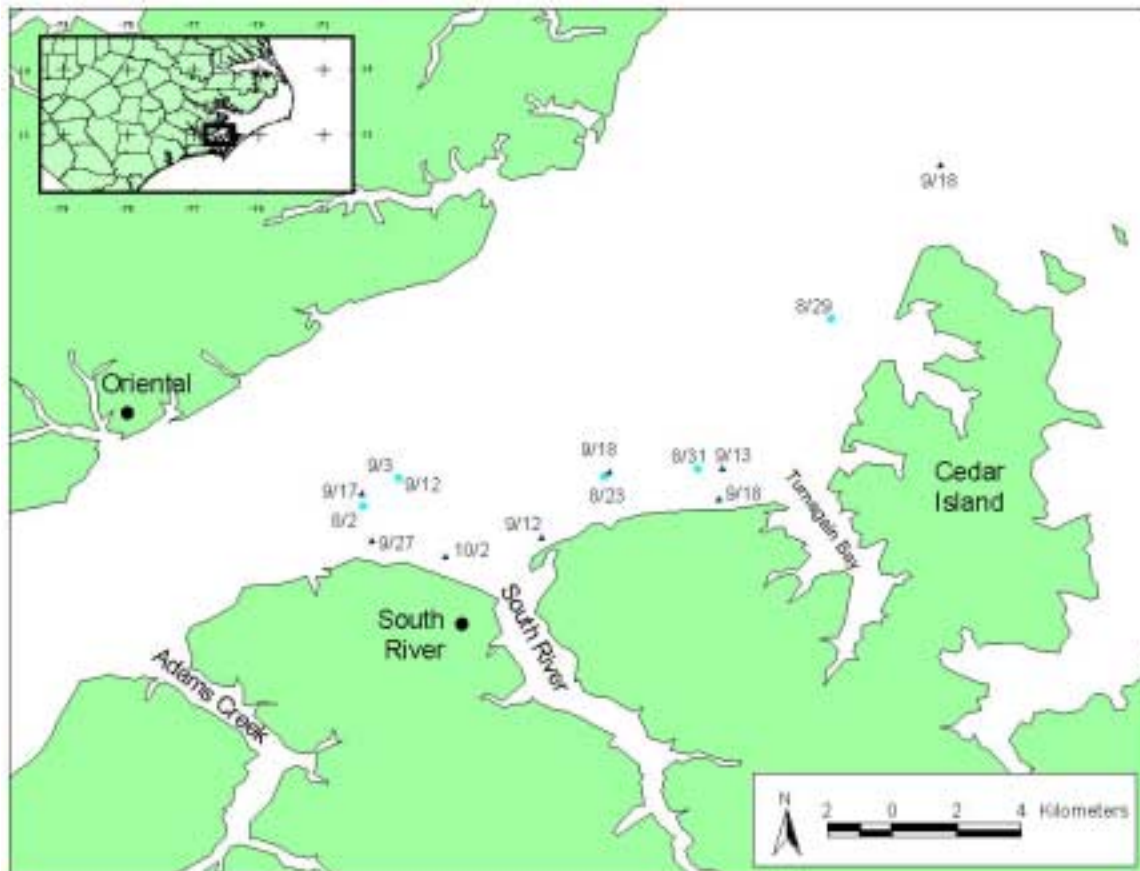 9/18
8/29
Oriental
9/3
9/12
9/17
8/2
9/27
10/2
9/12
9/18
8/23
8/31
9/13
9/18
Cedar
Island
Turnagain Bay
South
River
South River
Adams Creek
N
2 0 2 4 Kilometers